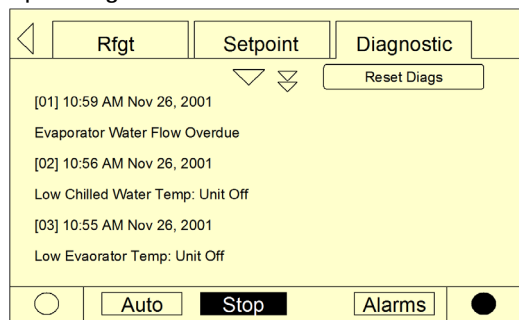 Rfgt Setpoint Diagnostic
Reset Diags
[01] 10:59 AM Nov 26, 2001
Evaporator Water Flow Overdue
[02] 10:56 AM Nov 26, 2001
Low Chilled Water Temp: Unit Off
[03] 10:55 AM Nov 26, 2001
Low Evaorator Temp: Unit Off
Auto Stop Alarms